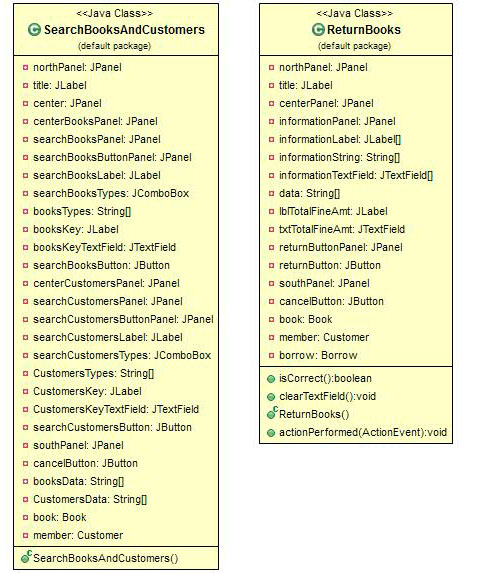 <<Java Class>>
SearchBooksAndCustomers
(default package)
northPanel: JPanel
title: JLabel
center: JPanel
centerBooksPanel: JPanel
searchBooksPanel: JPanel
searchBooksButtonPanel: JPanel
searchBooksLabel: JLabel
searchBooksTypes: JComboBox
booksTypes: String[]
booksKey: JLabel
booksKeyTextField: JTextField
searchBooksButton: JButton
centerCustomersPanel: JPanel
searchCustomersPanel: JPanel
searchCustomersButtonPanel: JPanel
searchCustomersLabel: JLabel
searchCustomersTypes: JComboBox
CustomersTypes: String[]
CustomersKey: JLabel
CustomersKeyTextField: JTextField
searchCustomersButton: JButton
southPanel: JPanel
cancelButton: JButton
booksData: String[]
CustomersData: String[]
book: Book
member: Customer
SearchBooksAndCustomers()
<<Java Class>>
ReturnBooks
(default package)
northPanel: JPanel
title: JLabel
centerPanel: JPanel
informationPanel: JPanel
informationLabel: JLabel[]
informationString: String[]
informationTextField: JTextField[]
data: String[]
lblTotalFineAmt: JLabel
txtTotalFineAmt: JTextField
returnButtonPanel: JPanel
returnButton: JButton
southPanel: JPanel
cancelButton: JButton
book: Book
member: Customer
borrow: Borrow
isCorrect():boolean
clearTextField():void
ReturnBooks()
actionPerformed(ActionEvent):void